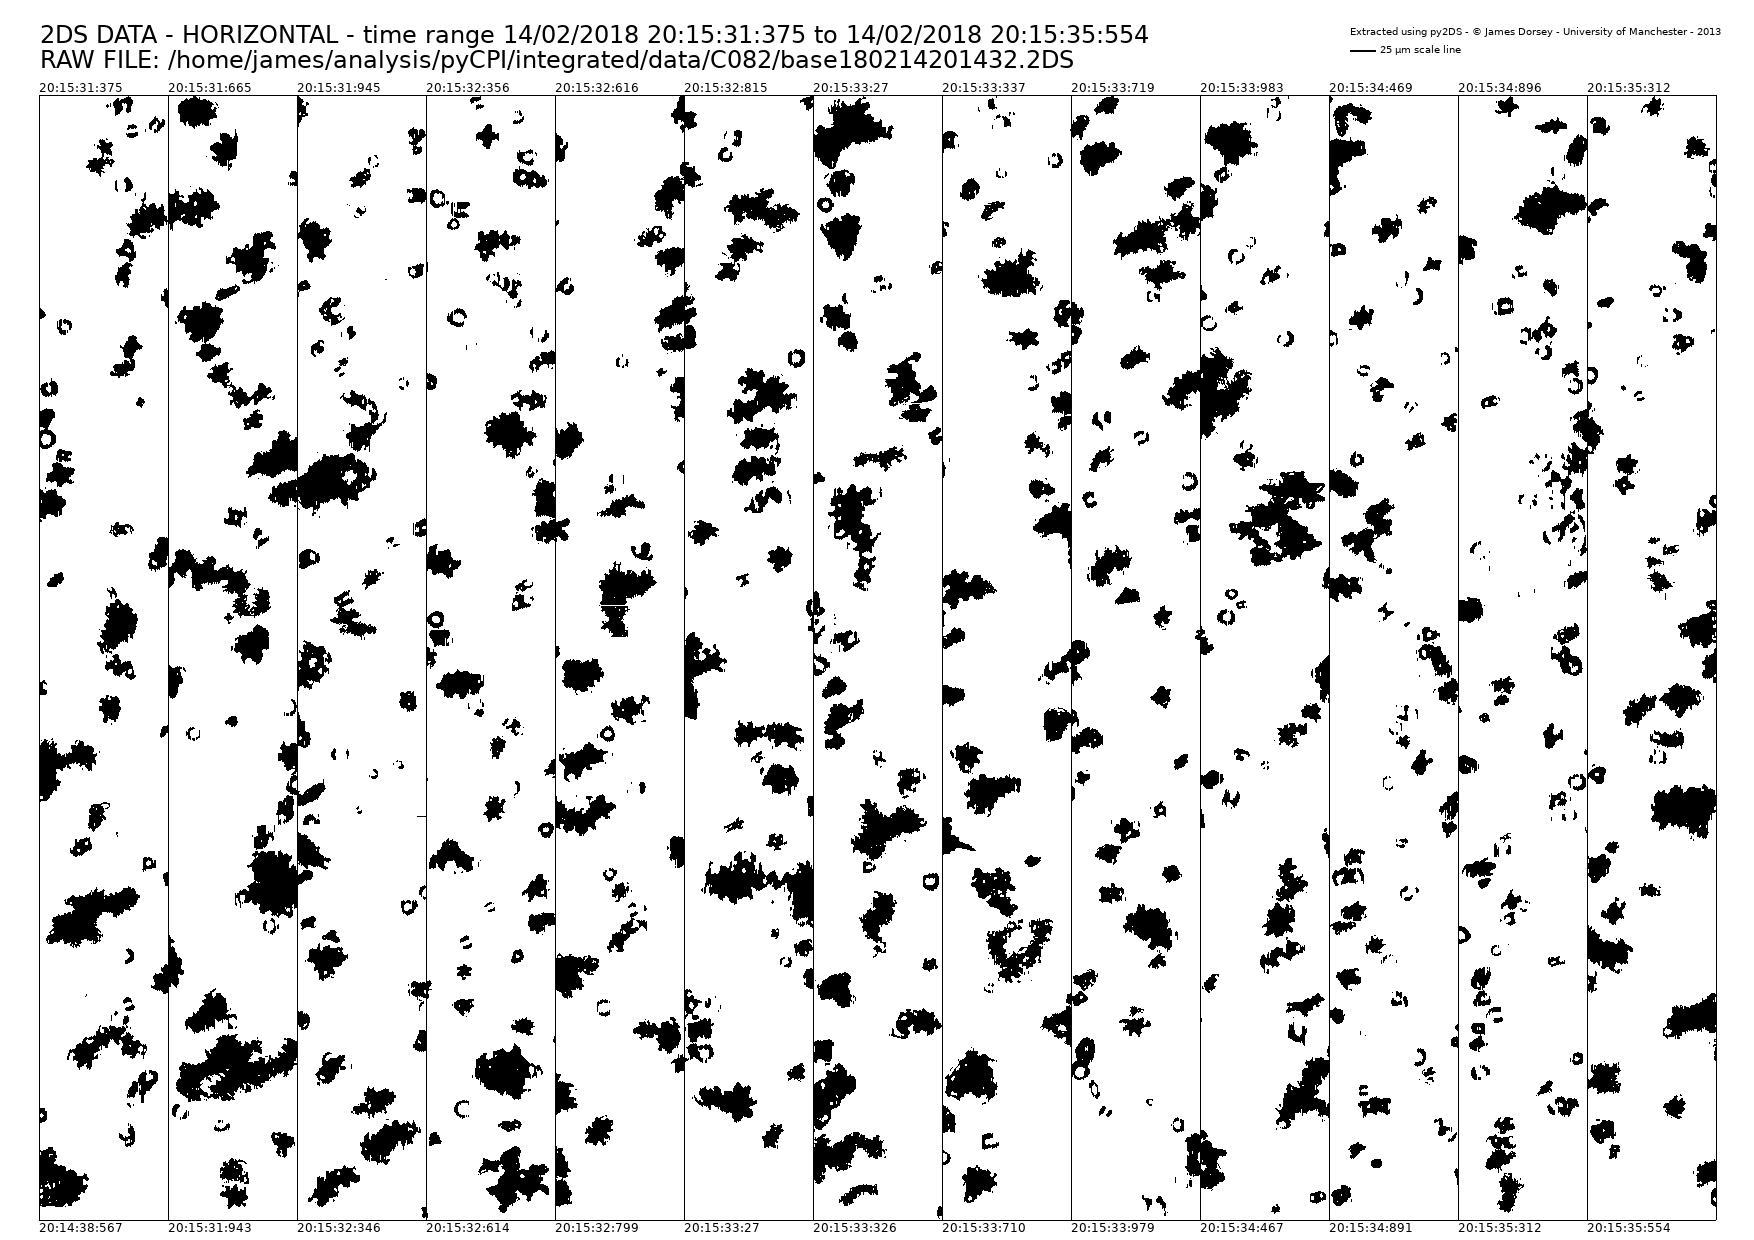 2DS DATA - HORIZONTAL - time range 14/02/2018 20:15:31:375 to 14/02/2018 20:15:35:554
RAW FILE: /home/james/analysis/pyCPI/integrated/data/C082/base180214201432.2DS
Extracted using py2DS - © James Dorsey - University of Manchester - 2013
25 μm scale line
20:15:31:375 20:15:31:665 20:15:31:945 20:15:32:356 20:15:32:616 20:15:32:815 20:15:33:27 20:15:33:337 20:15:33:719 20:15:33:983 20:15:34:469 20:15:34:896 20:15:35:312
20:14:38:567 20:15:31:943 20:15:32:346 20:15:32:614 20:15:32:799 20:15:33:27 20:15:33:326 20:15:33:710 20:15:33:979 20:15:34:467 20:15:34:891 20:15:35:312 20:15:35:554